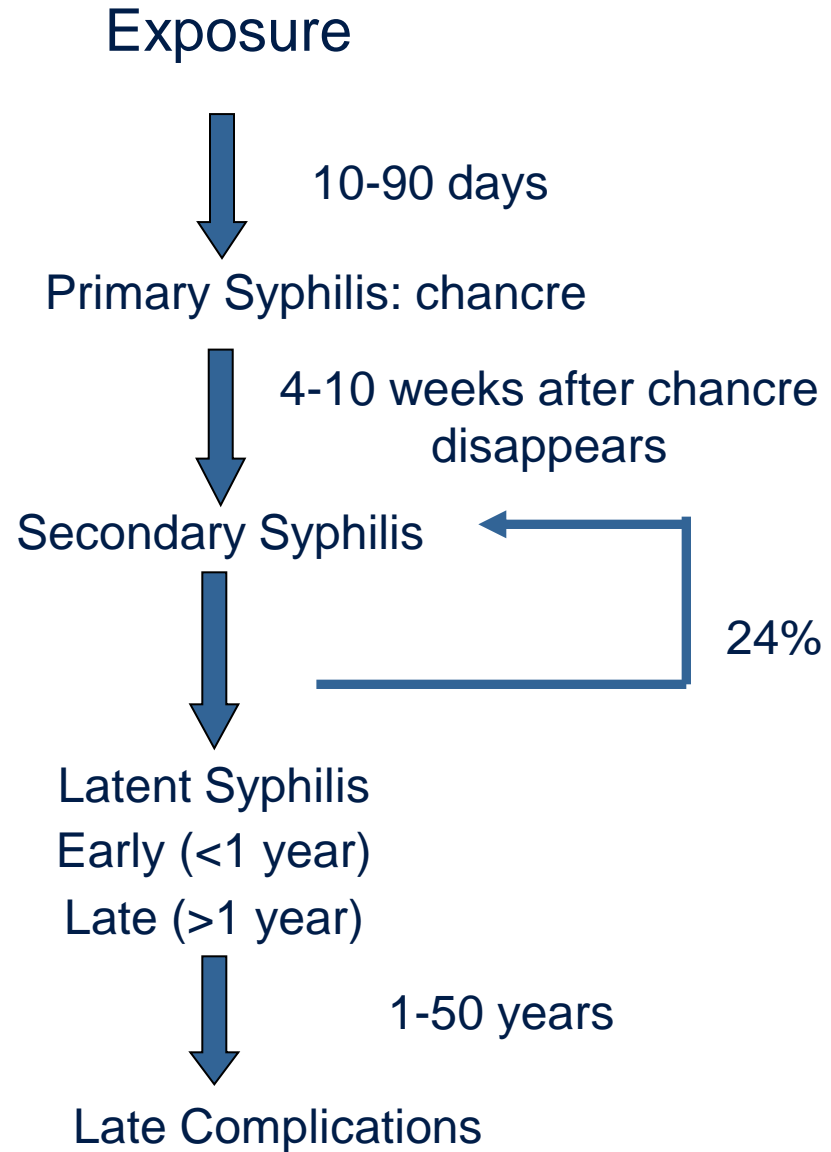 Exposure
10-90 days
Primary Syphilis: chancre
4-10 weeks after chancre
disappears
Secondary Syphilis
24%
Latent Syphilis
Early (<1 year)
Late (>1 year)
1-50 years
Late Complications